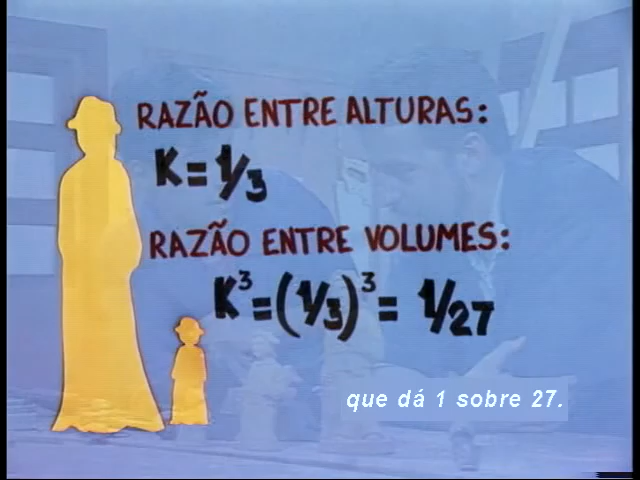 RAZÃO ENTRE ALTURAS:
K=1/3
RAZÃO ENTRE VOLUMES:
K³=(1/3)³= 1/27
que dá 1 sobre 27.